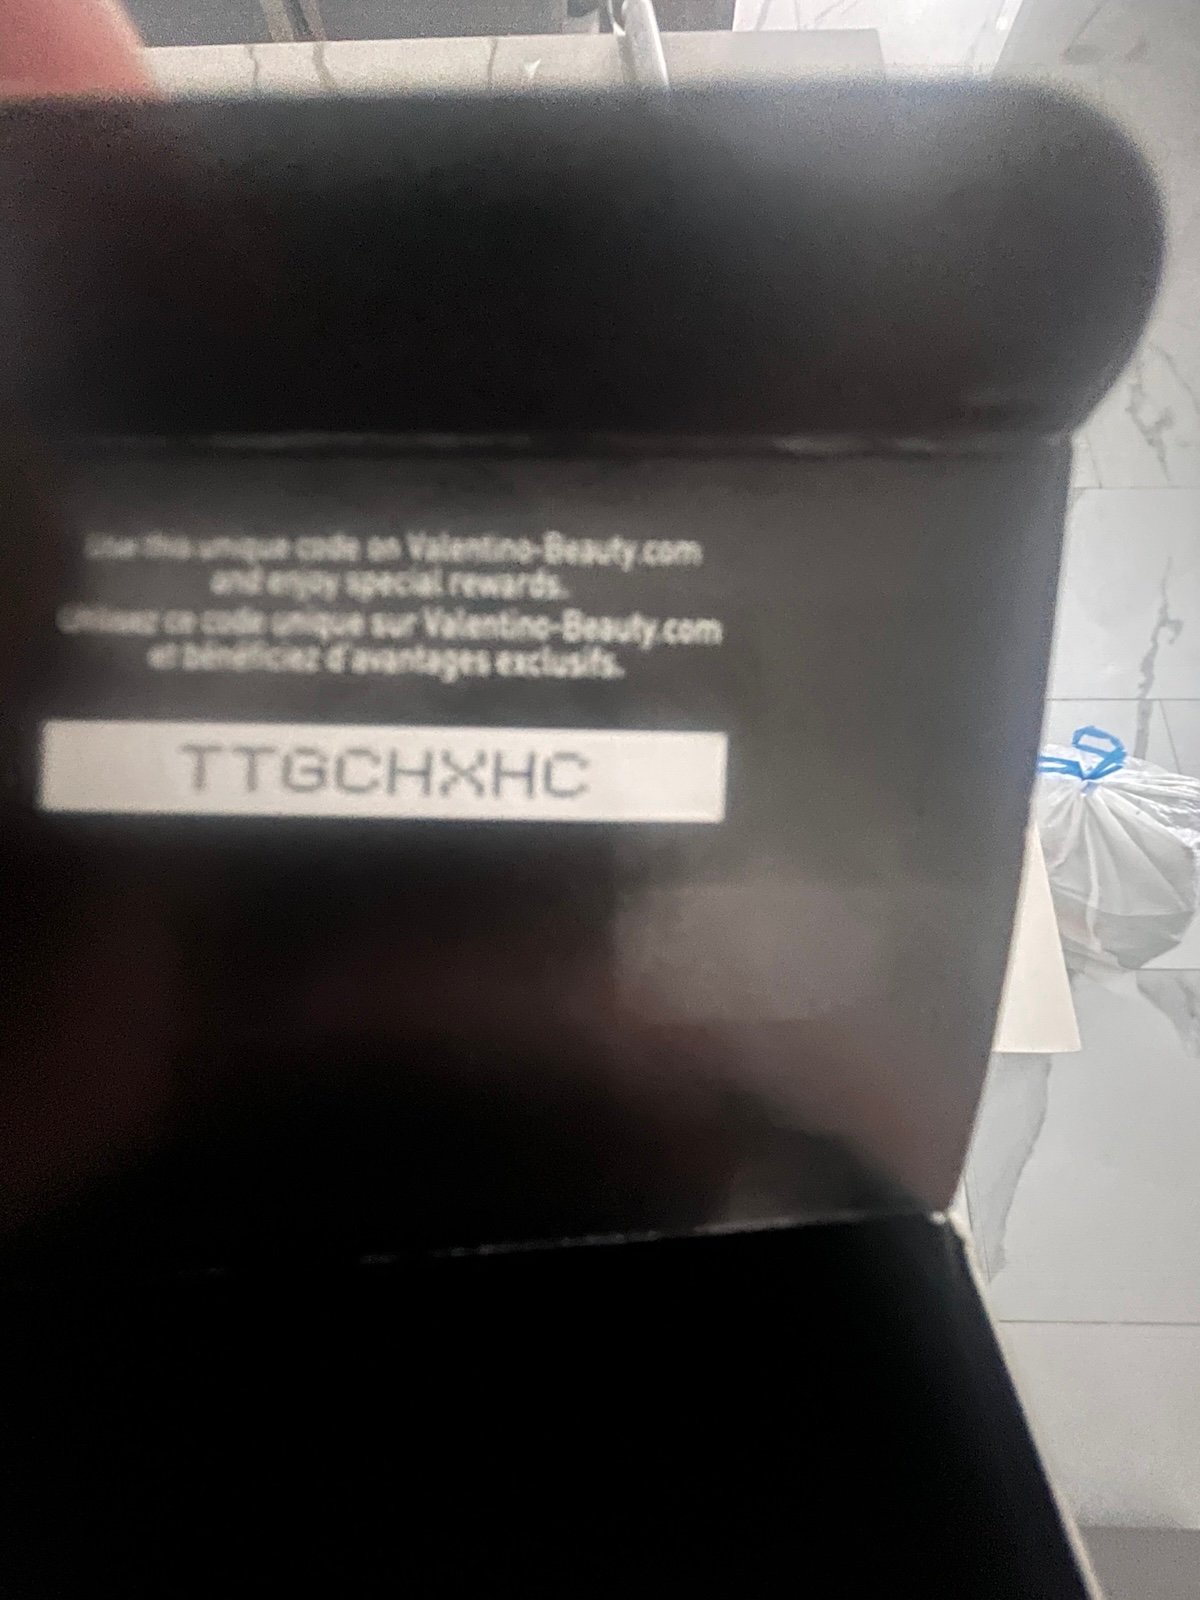 Use this unique code on Valentino-Beauty.com
and enjoy special rewards.
Utilisez ce code unique sur Valentino-Beauty.com
et bénéficiez d'avantages exclusifs.
TTGCHXHC